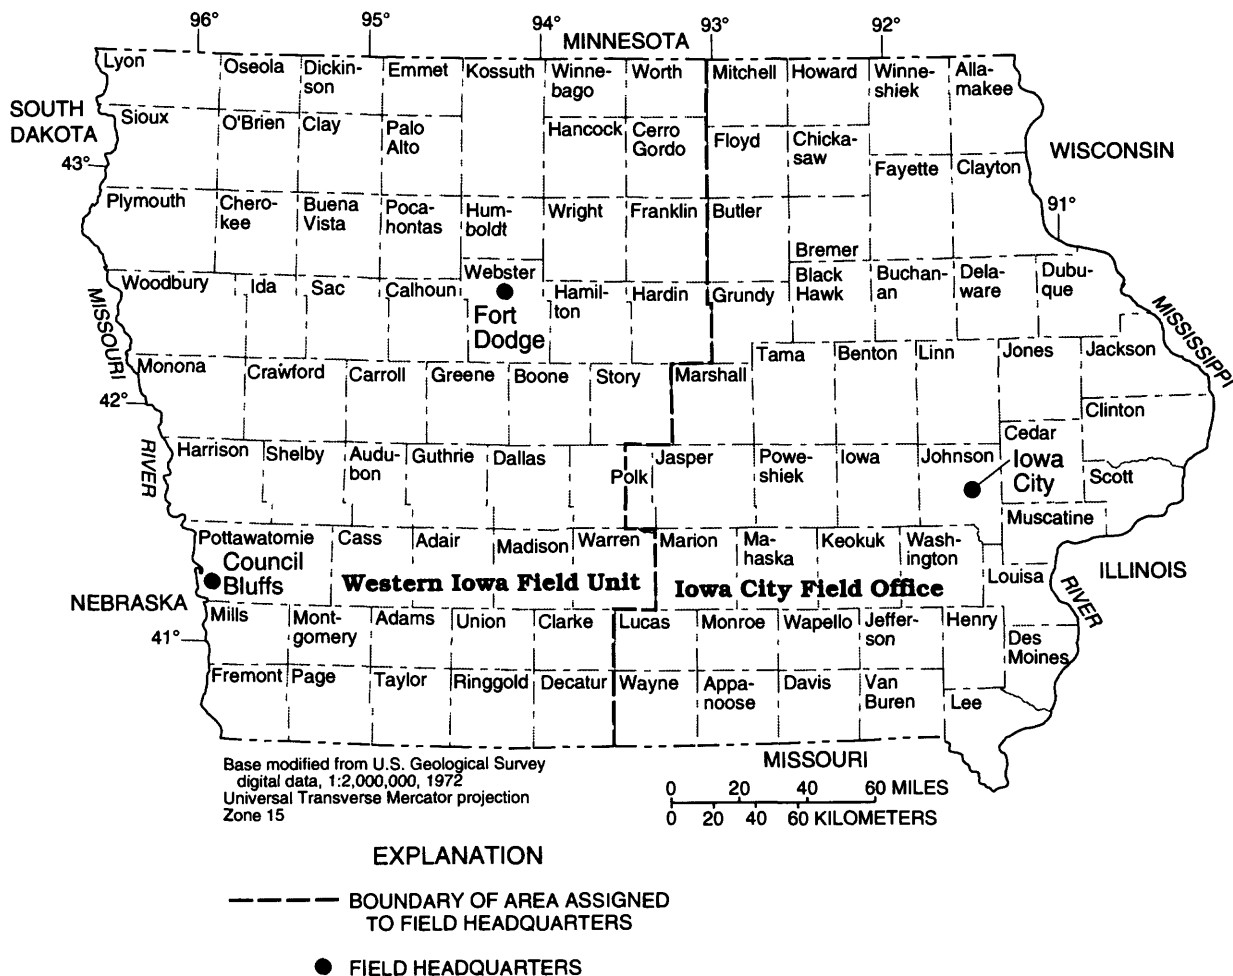 96° 95° 94° 93° 92°
MINNESOTA
Lyon Oseola Dickin- Emmet Kossuth Winne- Worth Mitchell Howard Winne- Alla-
son bago shiek makee
SOUTH
DAKOTA
Sioux O'Brien Clay Palo Hancock Cerro Floyd Chicka-
Alto Gordo saw
43°
WISCONSIN
Fayette Clayton
Plymouth Chero- Buena Poca- Hum- Wright Franklin Butler
kee Vista hontas boldt
91°
Bremer
Woodbury Ida Sac Calhoun Webster Hamil- Hardin Grundy Black Buchan- Dela- Dubu-
ton Hawk an ware que
Fort
Dodge
MISSOURI
MISSISSIPPI
Monona Crawford Carroll Greene Boone Story Marshall Tama Benton Linn Jones Jackson
42°
Clinton
RIVER
Harrison Shelby Audu- Guthrie Dallas Polk Jasper Powe- Iowa Johnson Cedar
bon shiek
Iowa
City
Scott
Muscatine
Pottawatomie Cass Adair Madison Warren Marion Ma- Keokuk Wash-
haska ington
Council
Bluffs
Western Iowa Field Unit Iowa City Field Office
Louisa
ILLINOIS
RIVER
NEBRASKA
41°
Mills Mont- Adams Union Clarke Lucas Monroe Wapello Jeffer- Henry
gomery son
Des
Moines
Fremont Page Taylor Ringgold Decatur Wayne Appa- Davis Van Lee
noose Buren
MISSOURI
Base modified from U.S. Geological Survey
digital data, 1:2,000,000, 1972
Universal Transverse Mercator projection
Zone 15
0 20 40 60 MILES
0 20 40 60 KILOMETERS
EXPLANATION
BOUNDARY OF AREA ASSIGNED
TO FIELD HEADQUARTERS
FIELD HEADQUARTERS